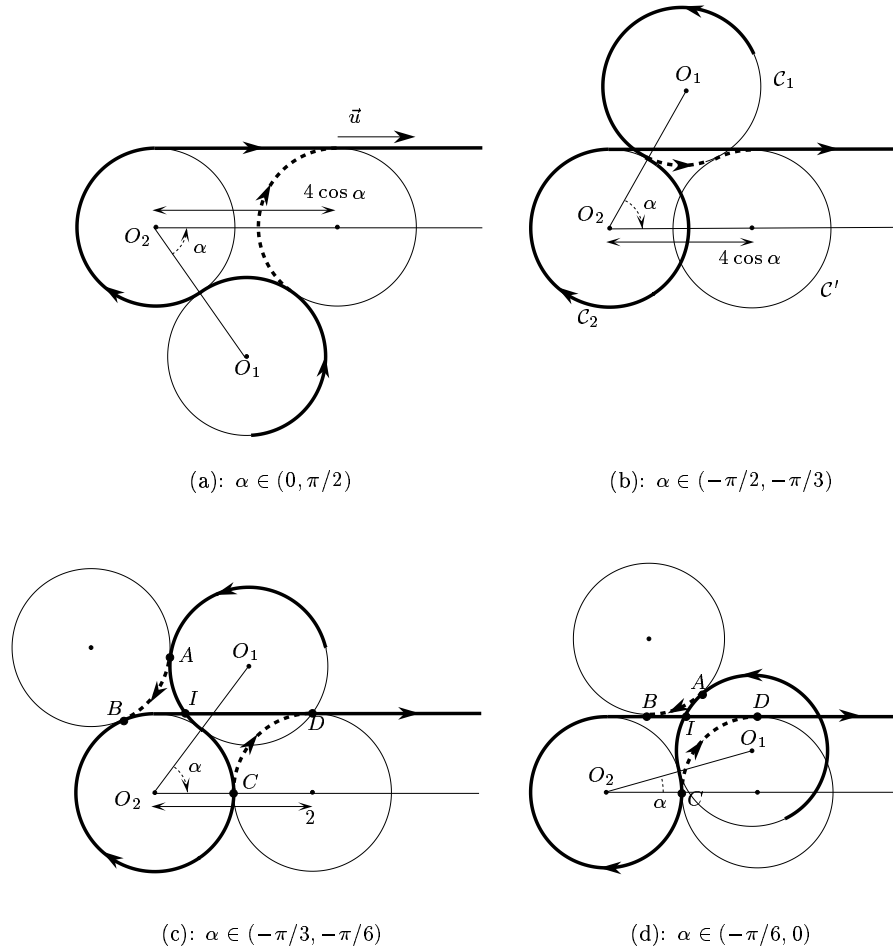 u⃗
4 cos α
O₂
α
O₁
(a): α ∈ (0, π/2)
O₁
𝒞₁
α
O₂
4 cos α
𝒞′
𝒞₂
(b): α ∈ (−π/2, −π/3)
A
O₁
B
I
D
α
C
O₂
2
(c): α ∈ (−π/3, −π/6)
A
B
D
I
O₁
O₂
α
C
(d): α ∈ (−π/6, 0)